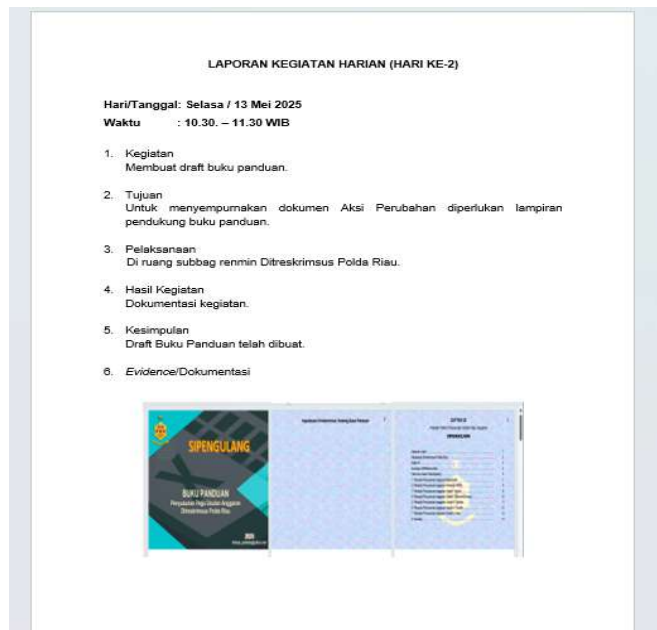 LAPORAN KEGIATAN HARIAN (HARI KE-2)
Hari/Tanggal: Selasa / 13 Mei 2025
Waktu : 10.30. – 11.30 WIB
1. Kegiatan
Membuat draft buku panduan.
2. Tujuan
Untuk menyempurnakan dokumen Aksi Perubahan diperlukan lampiran
pendukung buku panduan.
3. Pelaksanaan
Di ruang subbag renmin Ditreskrimsus Polda Riau.
4. Hasil Kegiatan
Dokumentasi kegiatan.
5. Kesimpulan
Draft Buku Panduan telah dibuat.
6. Evidence/Dokumentasi
SIPENGULANG
BUKU PANDUAN
Ditreskrimsus Polda Riau